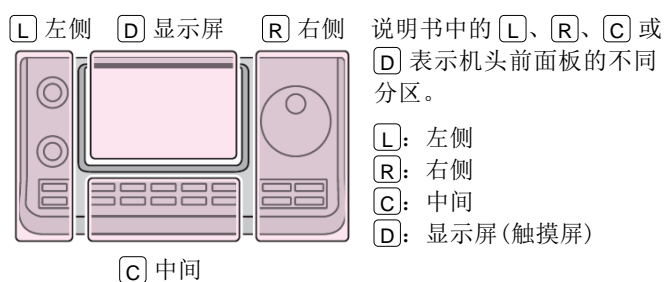 L 左侧 D 显示屏 R 右侧
说明书中的 L、R、C 或
D 表示机头前面板的不同
分区。
L：左侧
R：右侧
C：中间
D：显示屏(触摸屏)
C 中间